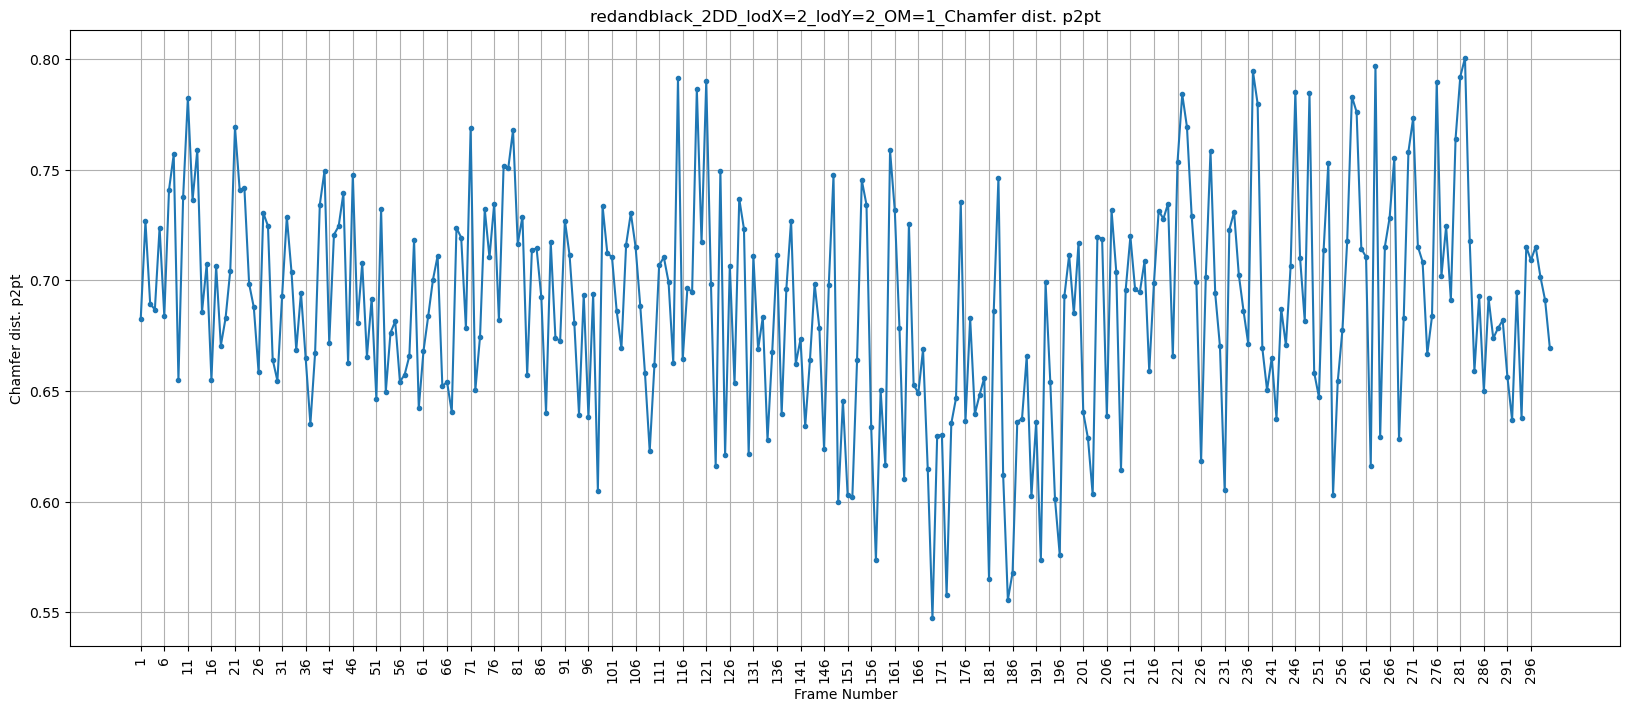 redandblack_2DD_lodX=2_lodY=2_OM=1_Chamfer dist. p2pt
0.80
0.75
0.70
0.65
0.60
0.55
Chamfer dist. p2pt
1 6 11 16 21 26 31 36 41 46 51 56 61 66 71 76 81 86 91 96 101 106 111 116 121 126 131 136 141 146 151 156 161 166 171 176 181 186 191 196 201 206 211 216 221 226 231 236 241 246 251 256 261 266 271 276 281 286 291 296
Frame Number